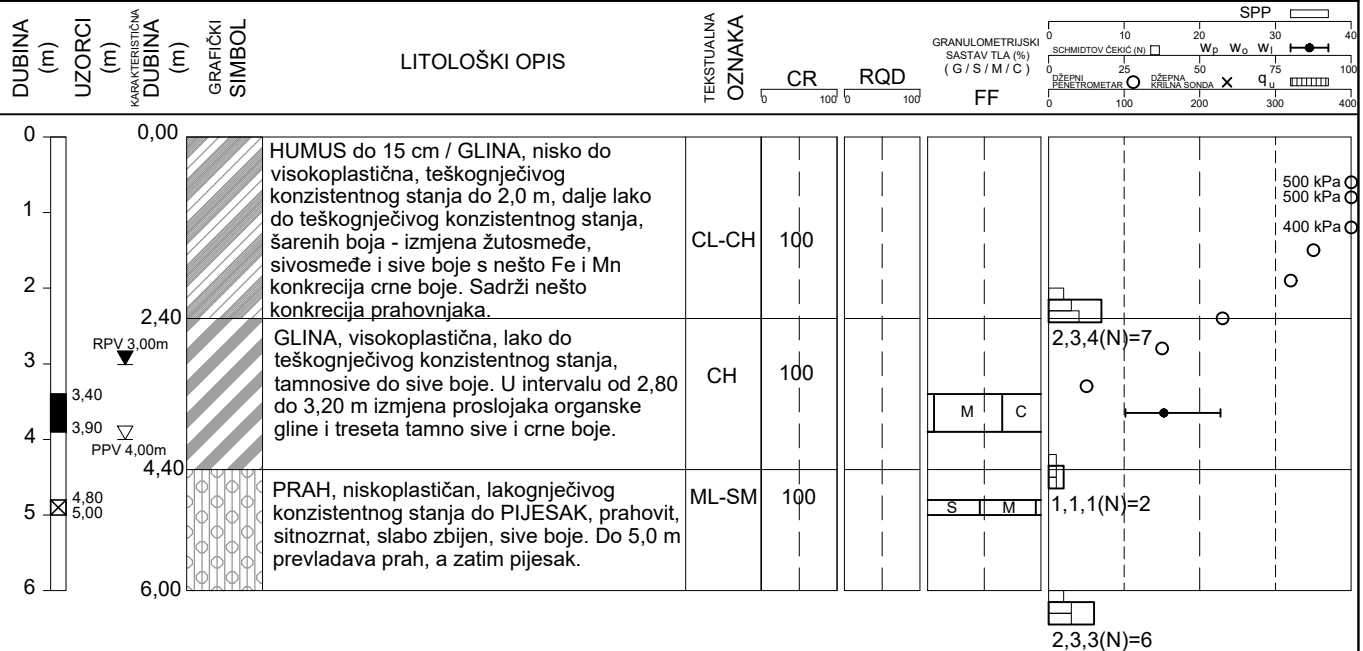 DUBINA (m)
UZORCI (m)
KARAKTERISTIČNA DUBINA (m)
GRAFIČKI SIMBOL
LITOLOŠKI OPIS
TEKSTUALNA OZNAKA
CR
0 100
RQD
0 100
GRANULOMETRIJSKI
SASTAV TLA (%)
( G / S / M / C )
FF
SPP
0 10 20 30 40
SCHMIDTOV ČEKIĆ (N) Wp Wo Wl
0 25 50 75 100
DŽEPNI PENETROMETAR DŽEPNA KRILNA SONDA qu
0 100 200 300 400
0
1
2
3
4
5
6
3,40
3,90
4,80
5,00
RPV 3,00m
PPV 4,00m
0,00
2,40
4,40
6,00
HUMUS do 15 cm / GLINA, nisko do
visokoplastična, teškognječivog
konzistentnog stanja do 2,0 m, dalje lako
do teškognječivog konzistentnog stanja,
šarenih boja - izmjena žutosmeđe,
sivosmeđe i sive boje s nešto Fe i Mn
konkrecija crne boje. Sadrži nešto
konkrecija prahovnjaka.
CL-CH
100
GLINA, visokoplastična, lako do
teškognječivog konzistentnog stanja,
tamnosive do sive boje. U intervalu od 2,80
do 3,20 m izmjena proslojaka organske
gline i treseta tamno sive i crne boje.
CH
100
M C
PRAH, niskoplastičan, lakognječivog
konzistentnog stanja do PIJESAK, prahovit,
sitnozrnat, slabo zbijen, sive boje. Do 5,0 m
prevladava prah, a zatim pijesak.
ML-SM
100
S M
500 kPa
500 kPa
400 kPa
2,3,4(N)=7
1,1,1(N)=2
2,3,3(N)=6